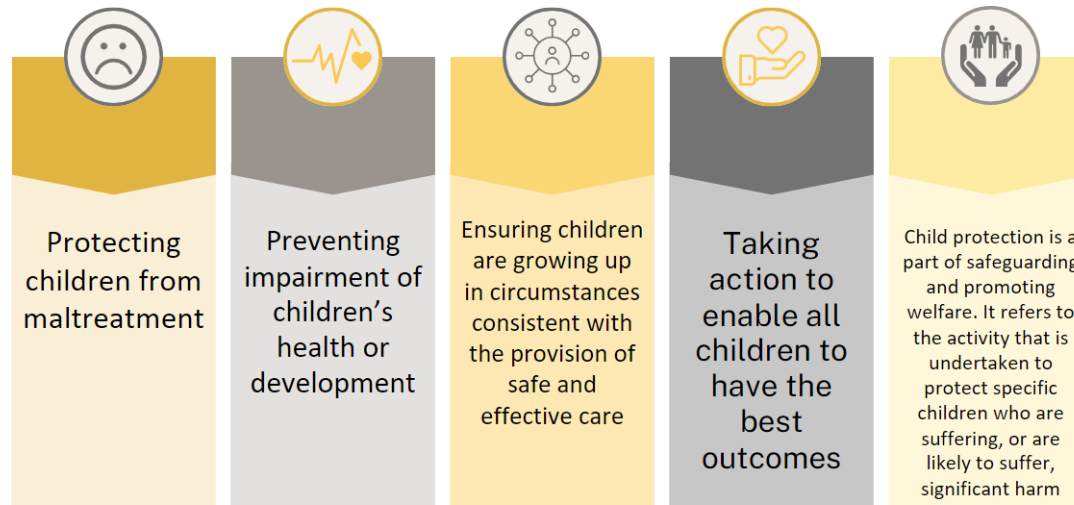 Protecting
children from
maltreatment
Preventing
impairment of
children’s
health or
development
Ensuring children
are growing up
in circumstances
consistent with
the provision of
safe and
effective care
Taking
action to
enable all
children to
have the
best
outcomes
Child protection is a
part of safeguarding
and promoting
welfare. It refers to
the activity that is
undertaken to
protect specific
children who are
suffering, or are
likely to suffer,
significant harm